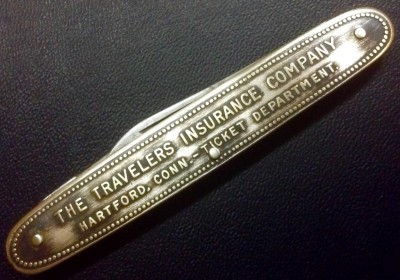 THE TRAVELERS INSURANCE COMPANY
HARTFORD, CONN.- TICKET DEPARTMENT.